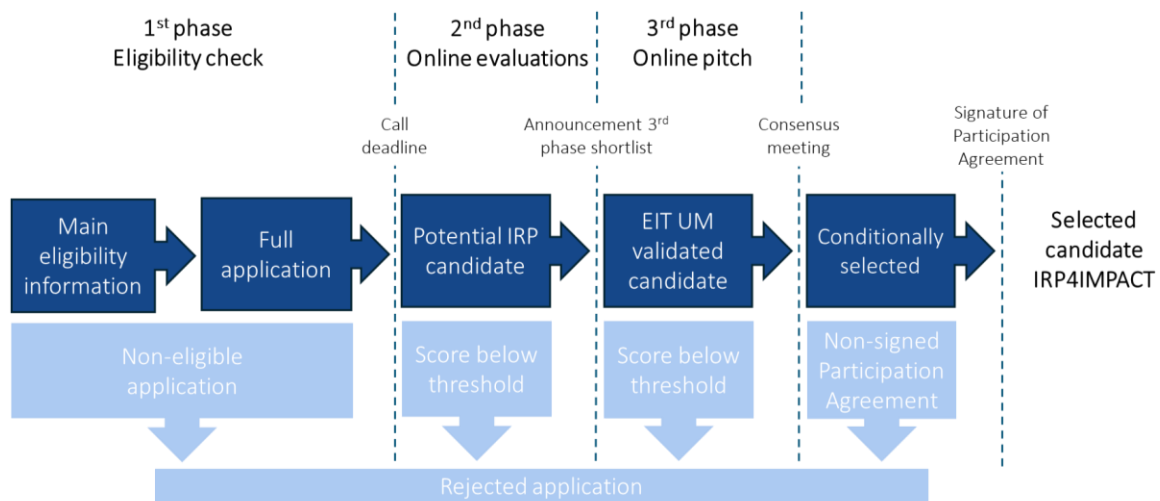 1st phase
Eligibility check
2nd phase
Online evaluations
3rd phase
Online pitch
Call
deadline
Announcement 3rd
phase shortlist
Consensus
meeting
Signature of
Participation
Agreement
Main
eligibility
information
Full
application
Potential IRP
candidate
EIT UM
validated
candidate
Conditionally
selected
Selected
candidate
IRP4IMPACT
Non-eligible
application
Score below
threshold
Score below
threshold
Non-signed
Participation
Agreement
Rejected application